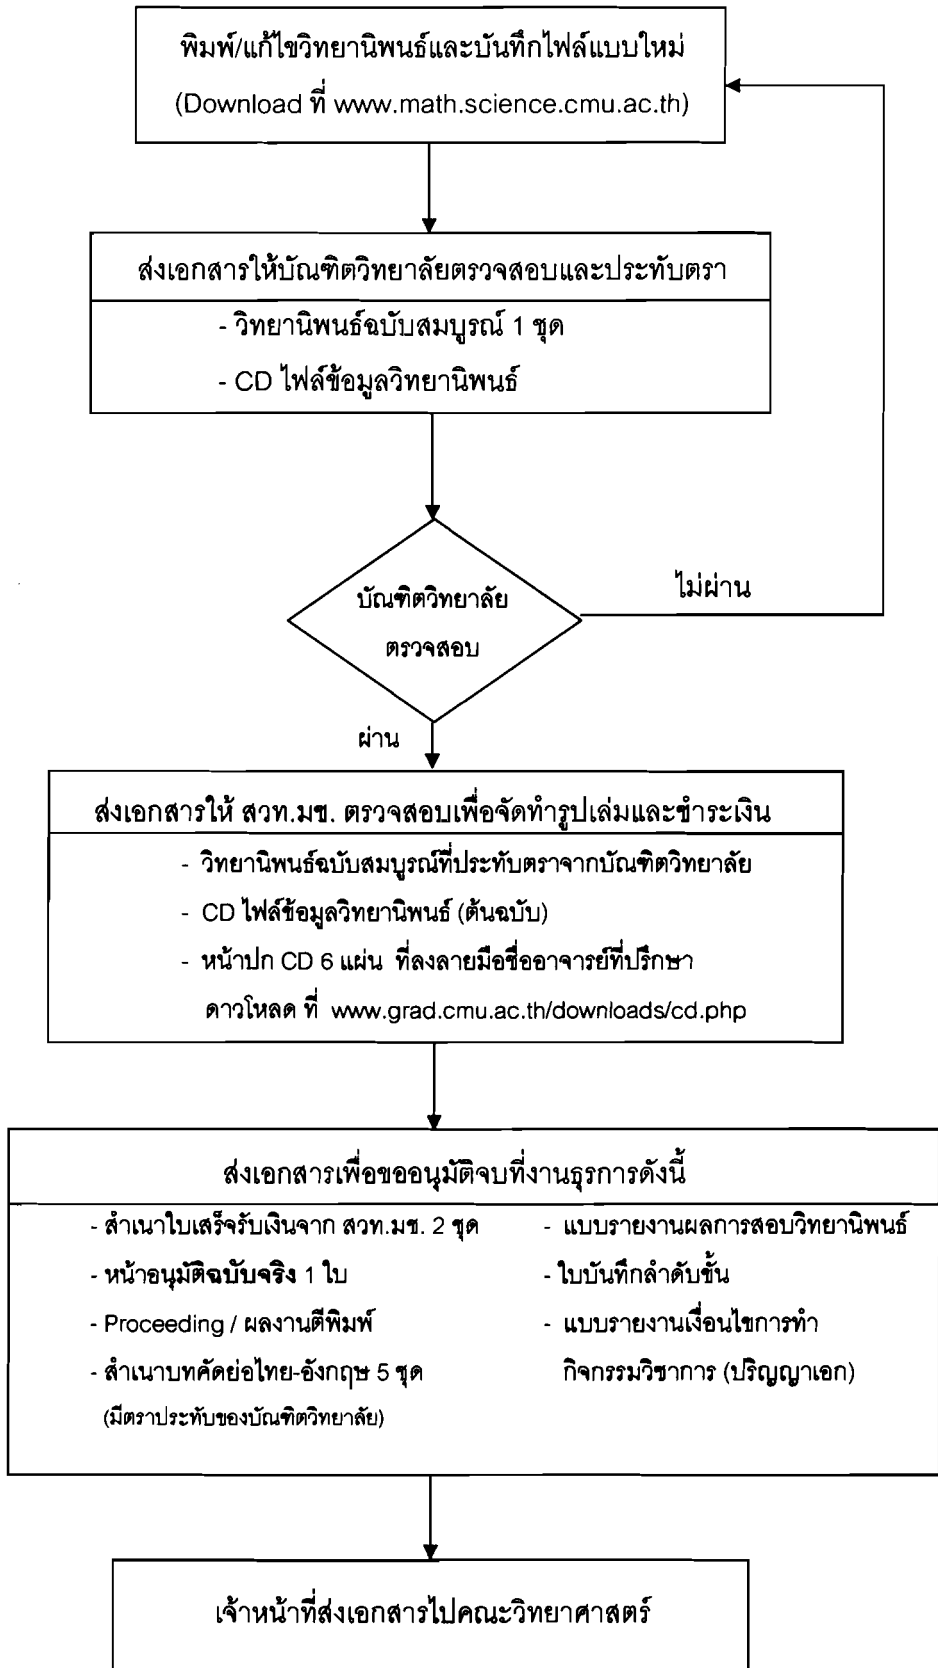 พิมพ์/แก้ไขวิทยานิพนธ์และบันทึกไฟล์แบบใหม่
(Download ที่ www.math.science.cmu.ac.th)
ส่งเอกสารให้บัณฑิตวิทยาลัยตรวจสอบและประทับตรา
- วิทยานิพนธ์ฉบับสมบูรณ์ 1 ชุด
- CD ไฟล์ข้อมูลวิทยานิพนธ์
บัณฑิตวิทยาลัย
ตรวจสอบ
ไม่ผ่าน
ผ่าน
ส่งเอกสารให้ สวท.มช. ตรวจสอบเพื่อจัดทำรูปเล่มและชำระเงิน
- วิทยานิพนธ์ฉบับสมบูรณ์ที่ประทับตราจากบัณฑิตวิทยาลัย
- CD ไฟล์ข้อมูลวิทยานิพนธ์ (ต้นฉบับ)
- หน้าปก CD 6 แผ่น ที่ลงลายมือชื่ออาจารย์ที่ปรึกษา
ดาวโหลด ที่ www.grad.cmu.ac.th/downloads/cd.php
ส่งเอกสารเพื่อขออนุมัติจบที่งานธุรการดังนี้
- สำเนาใบเสร็จรับเงินจาก สวท.มช. 2 ชุด
- หน้าอนุมัติฉบับจริง 1 ใบ
- Proceeding / ผลงานตีพิมพ์
- สำเนาบทคัดย่อไทย-อังกฤษ 5 ชุด
(มีตราประทับของบัณฑิตวิทยาลัย)
- แบบรายงานผลการสอบวิทยานิพนธ์
- ใบบันทึกลำดับขั้น
- แบบรายงานเงื่อนไขการทำ
กิจกรรมวิชาการ (ปริญญาเอก)
เจ้าหน้าที่ส่งเอกสารไปคณะวิทยาศาสตร์